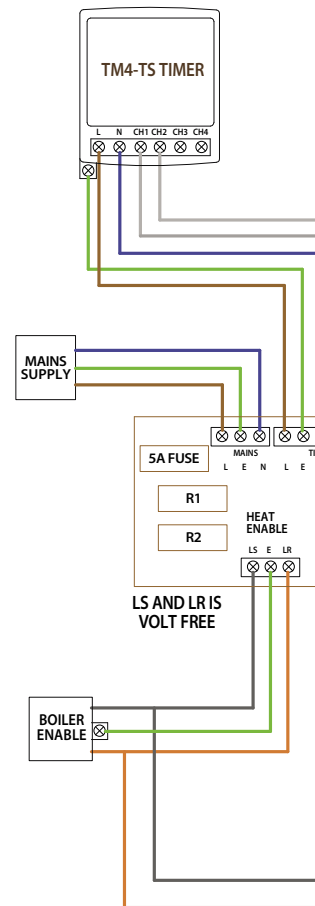 TM4-TS TIMER
L N CH1 CH2 CH3 CH4
MAINS
SUPPLY
5A FUSE
MAINS
L E N L E
R1
R2
HEAT
ENABLE
LS E LR
LS AND LR IS
VOLT FREE
BOILER
ENABLE